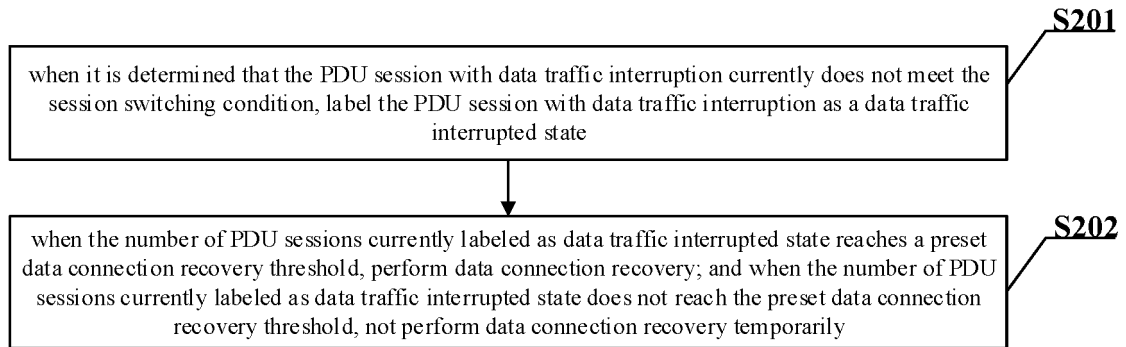 S201
when it is determined that the PDU session with data traffic interruption currently does not meet the
session switching condition, label the PDU session with data traffic interruption as a data traffic
interrupted state
S202
when the number of PDU sessions currently labeled as data traffic interrupted state reaches a preset
data connection recovery threshold, perform data connection recovery; and when the number of PDU
sessions currently labeled as data traffic interrupted state does not reach the preset data connection
recovery threshold, not perform data connection recovery temporarily